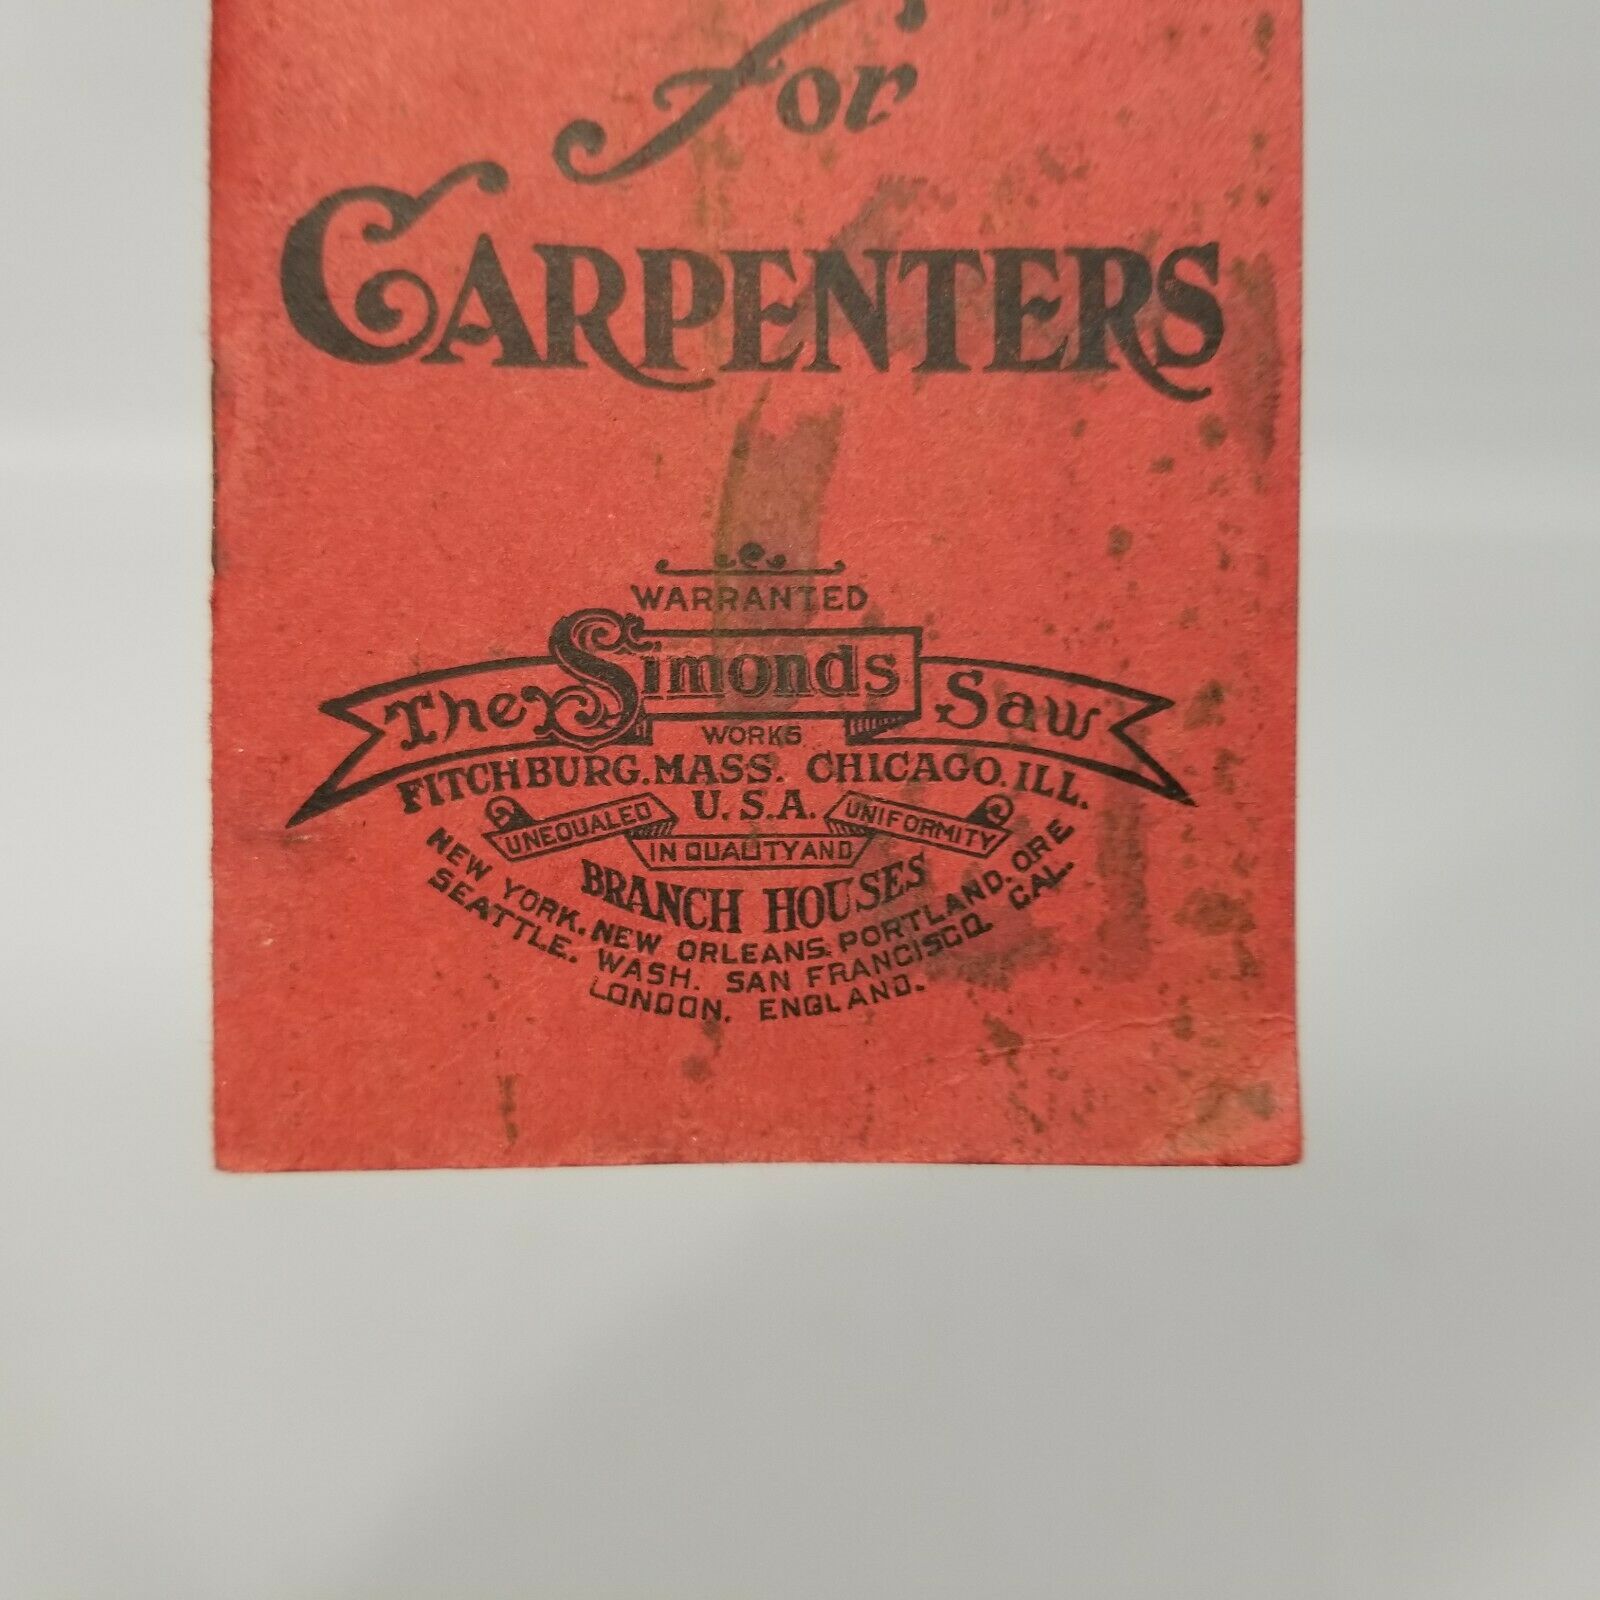 For
CARPENTERS
WARRANTED
The Simonds Saw
WORKS
FITCHBURG. MASS. CHICAGO. ILL.
U.S.A.
UNEQUALED IN QUALITY AND UNIFORMITY
BRANCH HOUSES
NEW YORK. NEW ORLEANS. PORTLAND. ORE
SEATTLE. WASH. SAN FRANCISCO. CAL.
LONDON. ENGLAND.